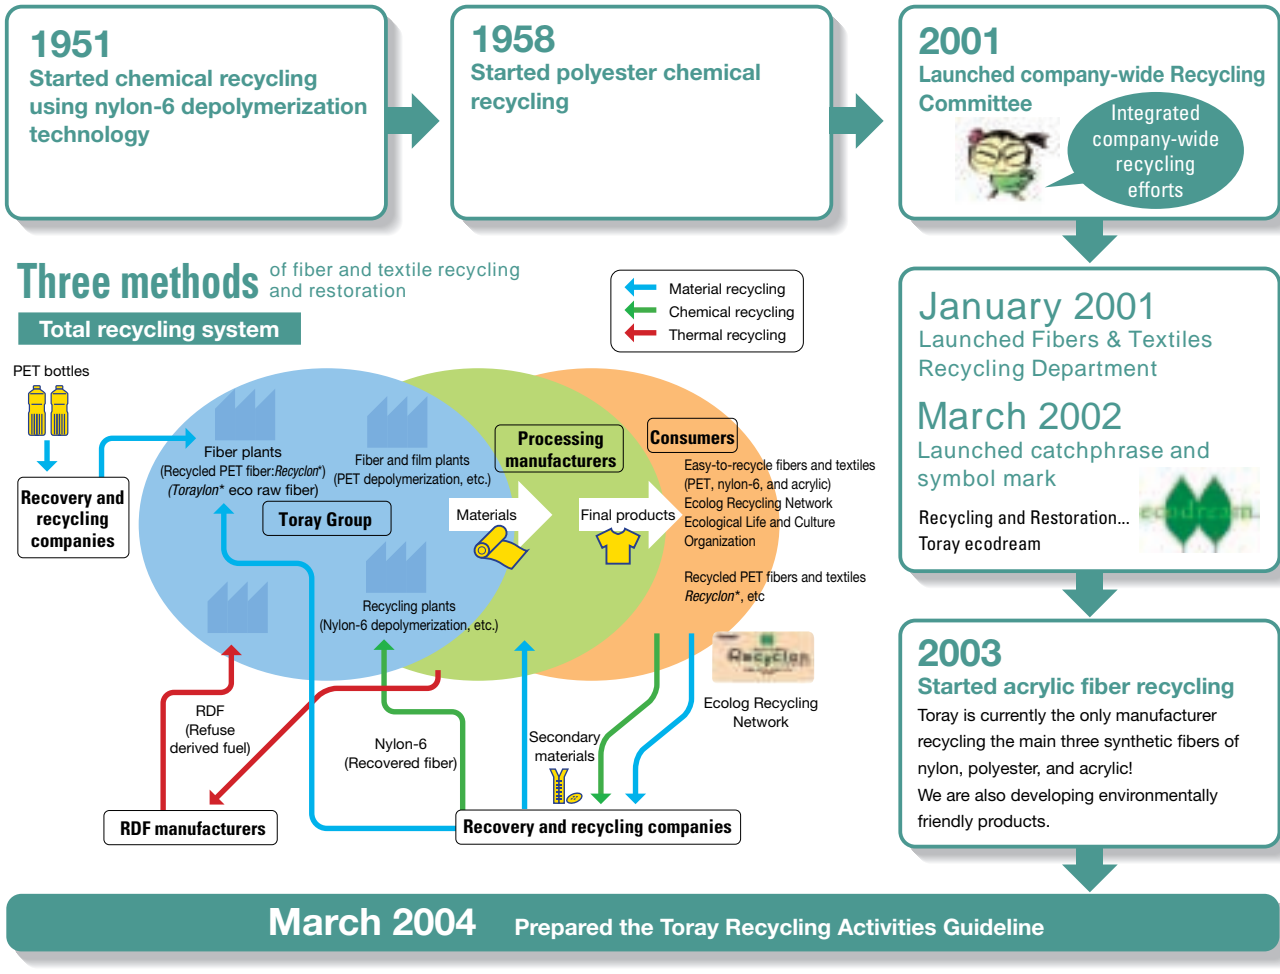 1951
Started chemical recycling
using nylon-6 depolymerization
technology
1958
Started polyester chemical
recycling
2001
Launched company-wide Recycling
Committee
Integrated
company-wide
recycling
efforts
Three methods of fiber and textile recycling
and restoration
Total recycling system
Material recycling
Chemical recycling
Thermal recycling
PET bottles
Recovery and
recycling
companies
Fiber plants
(Recycled PET fiber:Recyclon*)
(Toraylon* eco raw fiber)
Fiber and film plants
(PET depolymerization, etc.)
Toray Group
Recycling plants
(Nylon-6 depolymerization, etc.)
Materials
Processing
manufacturers
Final products
Consumers
Easy-to-recycle fibers and textiles
(PET, nylon-6, and acrylic)
Ecolog Recycling Network
Ecological Life and Culture
Organization
Recycled PET fibers and textiles
Recyclon*, etc
Recyclon
Ecolog Recycling
Network
RDF
(Refuse
derived fuel)
Nylon-6
(Recovered fiber)
Secondary
materials
RDF manufacturers
Recovery and recycling companies
January 2001
Launched Fibers & Textiles
Recycling Department
March 2002
Launched catchphrase and
symbol mark
Recycling and Restoration...
Toray ecodream
ecodream
2003
Started acrylic fiber recycling
Toray is currently the only manufacturer
recycling the main three synthetic fibers of
nylon, polyester, and acrylic!
We are also developing environmentally
friendly products.
March 2004 Prepared the Toray Recycling Activities Guideline